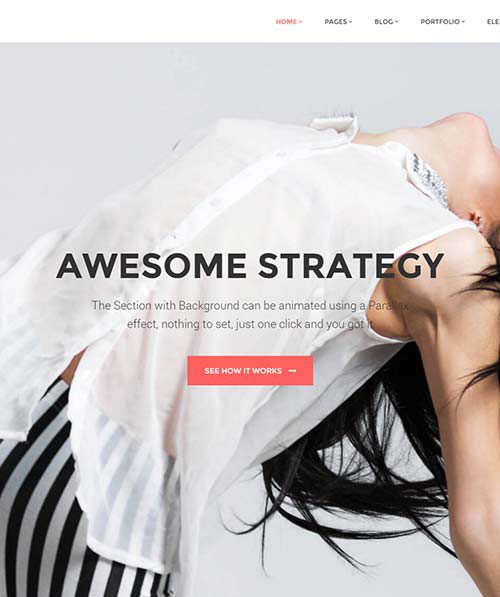 HOME PAGES BLOG PORTFOLIO
AWESOME STRATEGY
The Section with Background can be animated using a Parallax
effect, nothing to set, just one click and you got it.
SEE HOW IT WORKS